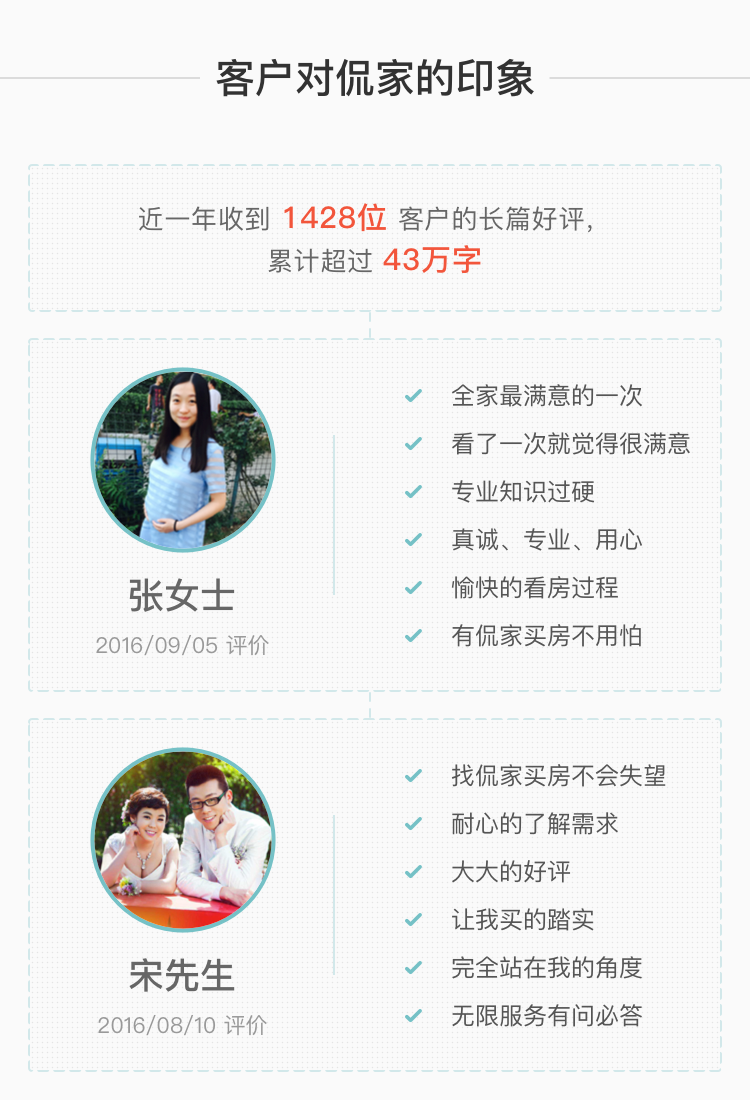 客户对侃家的印象
近一年收到 1428位 客户的长篇好评,
累计超过 43万字
张女士
2016/09/05 评价
全家最满意的一次
看了一次就觉得很满意
专业知识过硬
真诚、专业、用心
愉快的看房过程
有侃家买房不用怕
宋先生
2016/08/10 评价
找侃家买房不会失望
耐心的了解需求
大大的好评
让我买的踏实
完全站在我的角度
无限服务有问必答